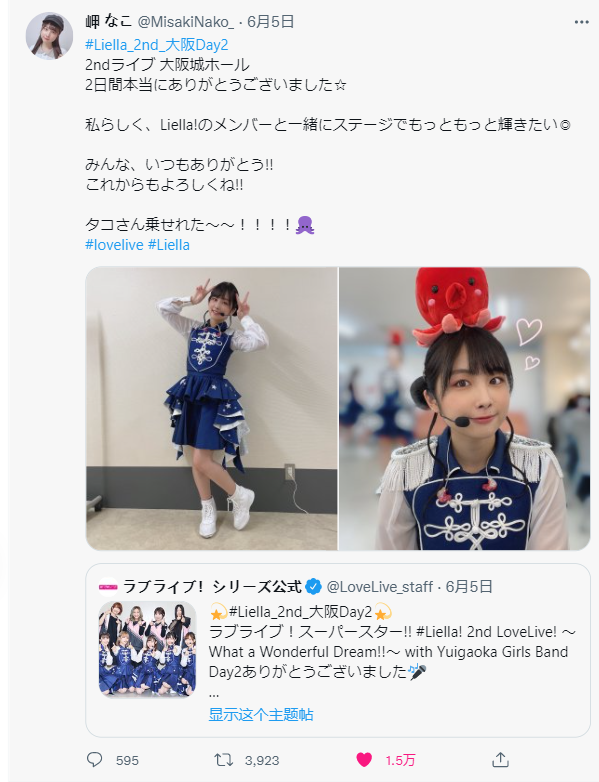 岬 なこ @MisakiNako_ · 6月5日
#Liella_2nd_大阪Day2
2ndライブ 大阪城ホール
2日間本当にありがとうございました☆
私らしく、Liella!のメンバーと一緒にステージでもっともっと輝きたい☺
みんな、いつもありがとう!!
これからもよろしくね!!
タコさん乗せれた〜〜！！！！🐙
#lovelive #Liella
ラブライブ！シリーズ公式 @LoveLive_staff · 6月5日
💫#Liella_2nd_大阪Day2💫
ラブライブ！スーパースター!! #Liella! 2nd LoveLive! 〜
What a Wonderful Dream!!〜 with Yuigaoka Girls Band
Day2ありがとうございました🎤
...
显示这个主题帖
595 3,923 1.5万